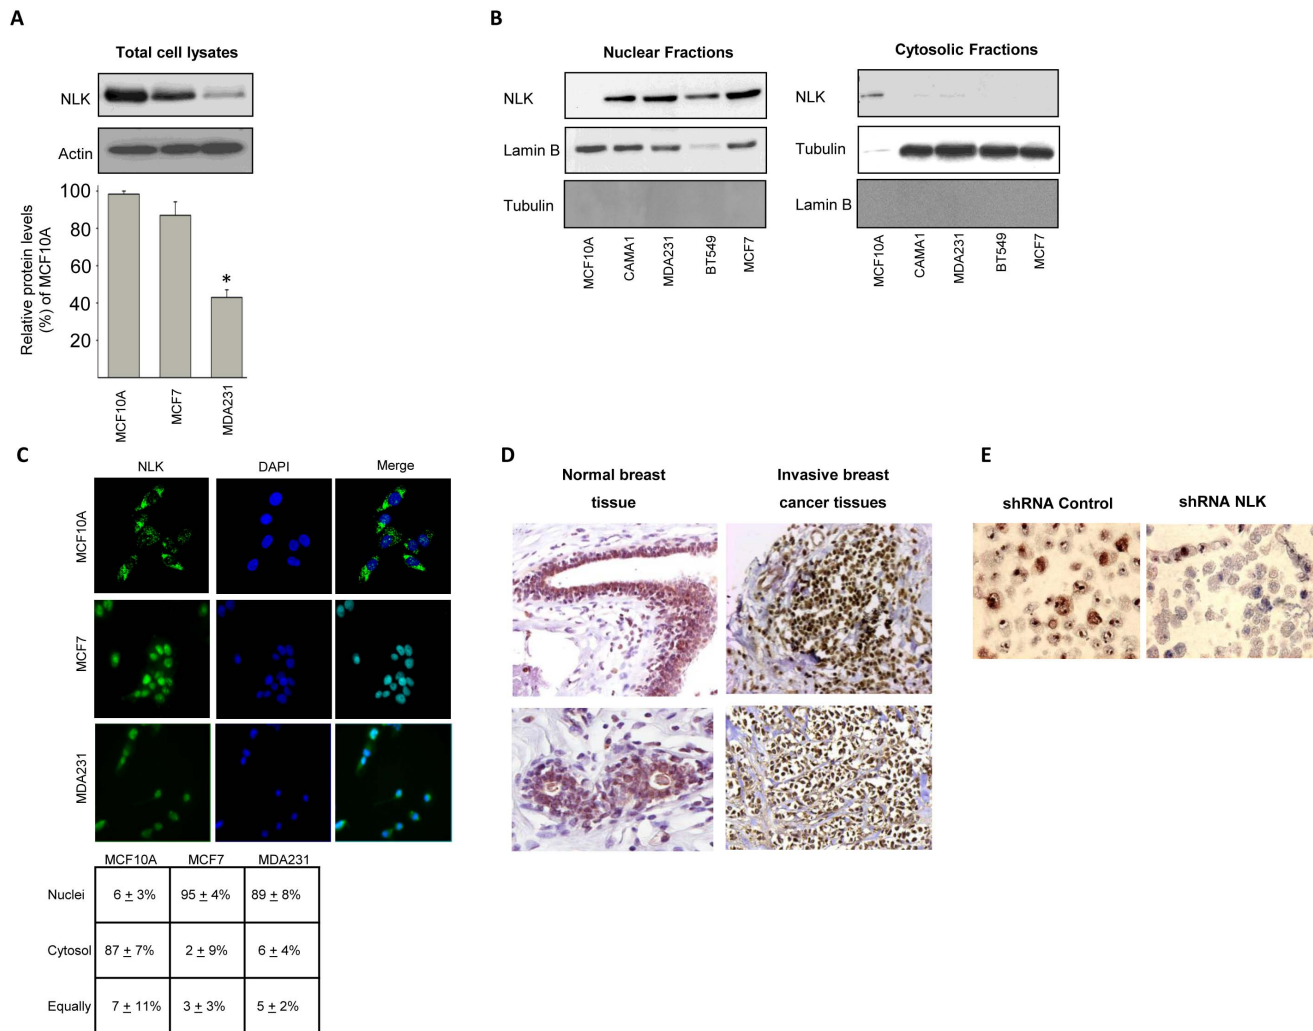 A
Total cell lysates
NLK
Actin
100
80
60
40
20
Relative protein levels
(%) of MCF10A
*
MCF10A
MCF7
MDA231
B
Nuclear Fractions
NLK
Lamin B
Tubulin
MCF10A
CAMA1
MDA231
BT549
MCF7
Cytosolic Fractions
NLK
Tubulin
Lamin B
MCF10A
CAMA1
MDA231
BT549
MCF7
C
NLK DAPI Merge
MCF10A
MCF7
MDA231
MCF10A MCF7 MDA231
Nuclei 6 ± 3% 95 ± 4% 89 ± 8%
Cytosol 87 ± 7% 2 ± 9% 6 ± 4%
Equally 7 ± 11% 3 ± 3% 5 ± 2%
D
Normal breast
tissue
Invasive breast
cancer tissues
E
shRNA Control
shRNA NLK